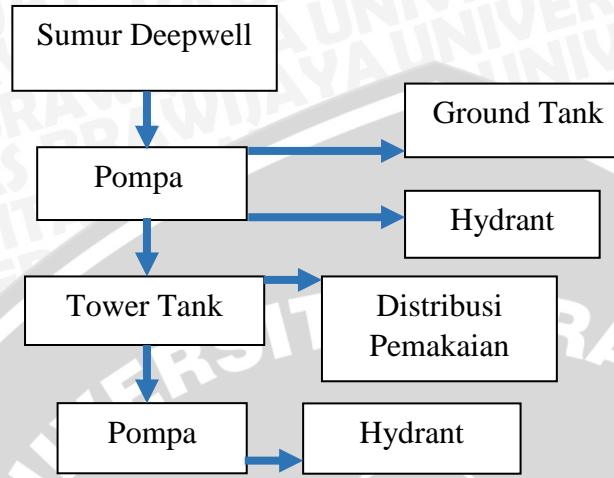 Sumur Deepwell
Ground Tank
Pompa
Hydrant
Tower Tank
Distribusi
Pemakaian
Pompa
Hydrant